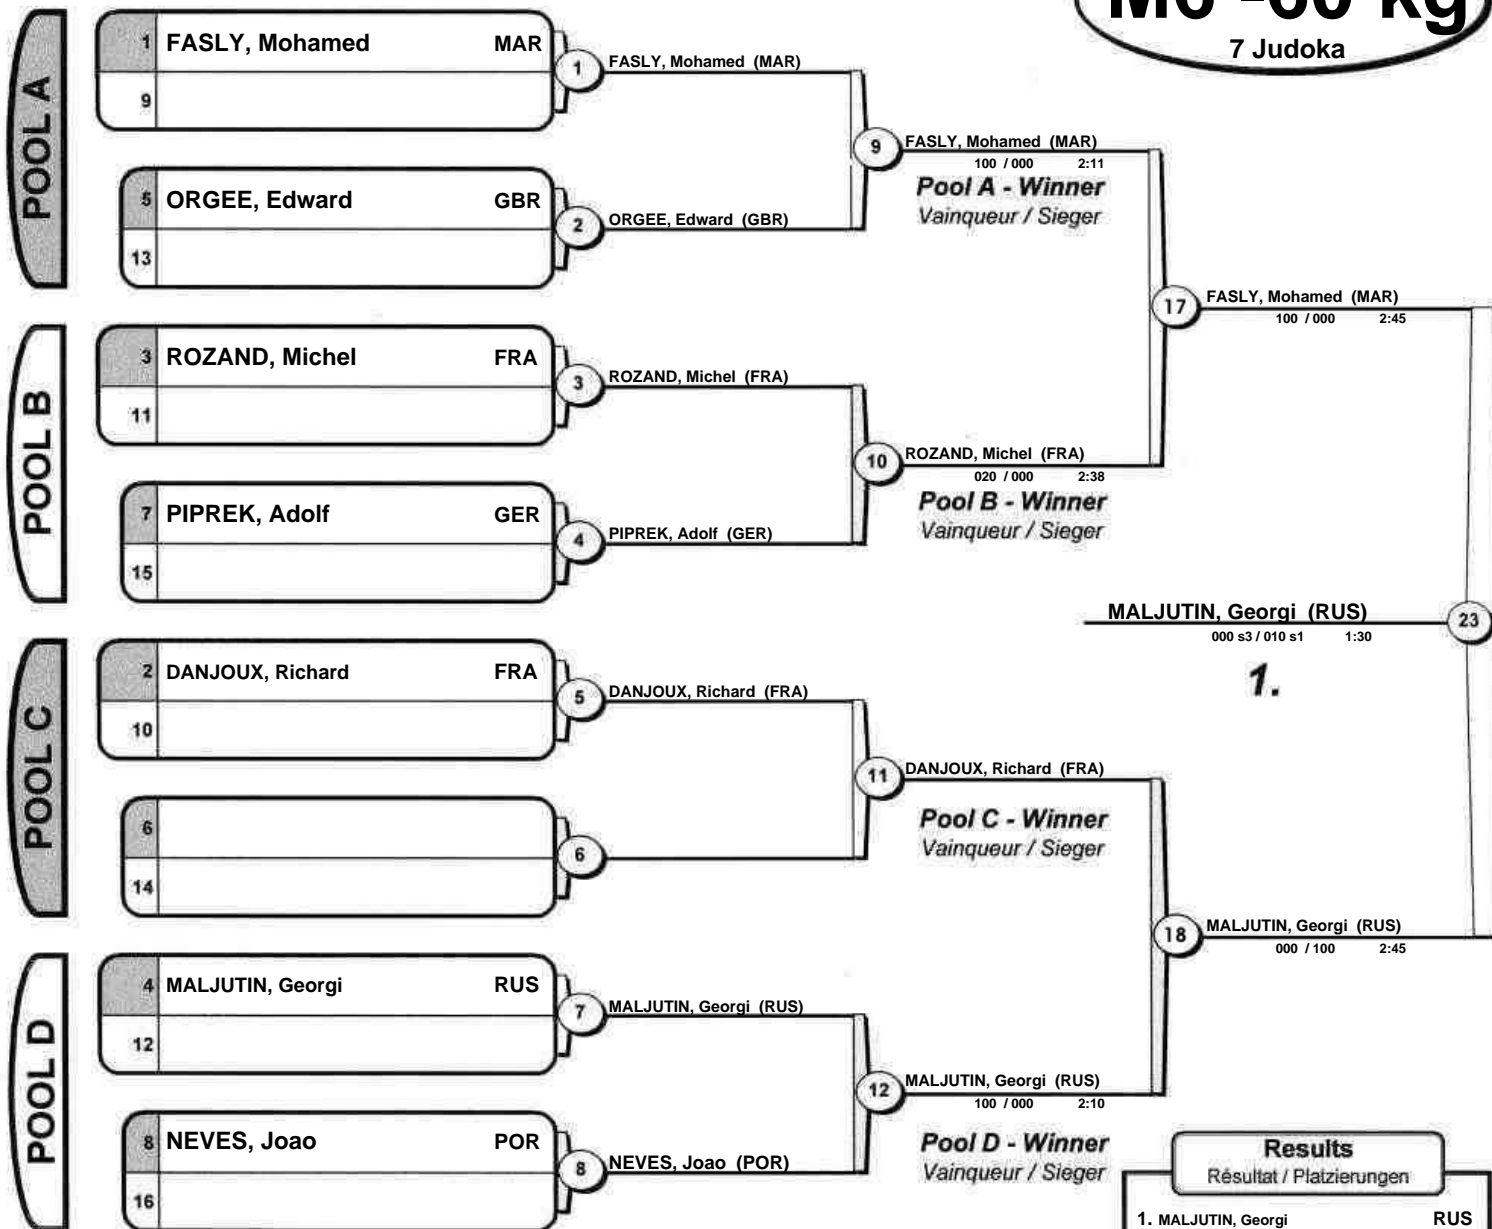 M6 -60 kg
7 Judoka
POOL A
1 FASLY, Mohamed MAR
9
1
FASLY, Mohamed (MAR)
5 ORGEE, Edward GBR
13
2
ORGEE, Edward (GBR)
9
FASLY, Mohamed (MAR)
100 / 000 2:11
Pool A - Winner
Vainqueur / Sieger
POOL B
3 ROZAND, Michel FRA
11
3
ROZAND, Michel (FRA)
7 PIPREK, Adolf GER
15
4
PIPREK, Adolf (GER)
10
ROZAND, Michel (FRA)
020 / 000 2:38
Pool B - Winner
Vainqueur / Sieger
17
FASLY, Mohamed (MAR)
100 / 000 2:45
POOL C
2 DANJOUX, Richard FRA
10
5
DANJOUX, Richard (FRA)
6
14
6
11
DANJOUX, Richard (FRA)
Pool C - Winner
Vainqueur / Sieger
POOL D
4 MALJUTIN, Georgi RUS
12
7
MALJUTIN, Georgi (RUS)
8 NEVES, Joao POR
16
8
NEVES, Joao (POR)
12
MALJUTIN, Georgi (RUS)
100 / 000 2:10
Pool D - Winner
Vainqueur / Sieger
18
MALJUTIN, Georgi (RUS)
000 / 100 2:45
23
MALJUTIN, Georgi (RUS)
000 s3 / 010 s1 1:30
1.
Results
Résultat / Platzierungen
1. MALJUTIN, Georgi RUS